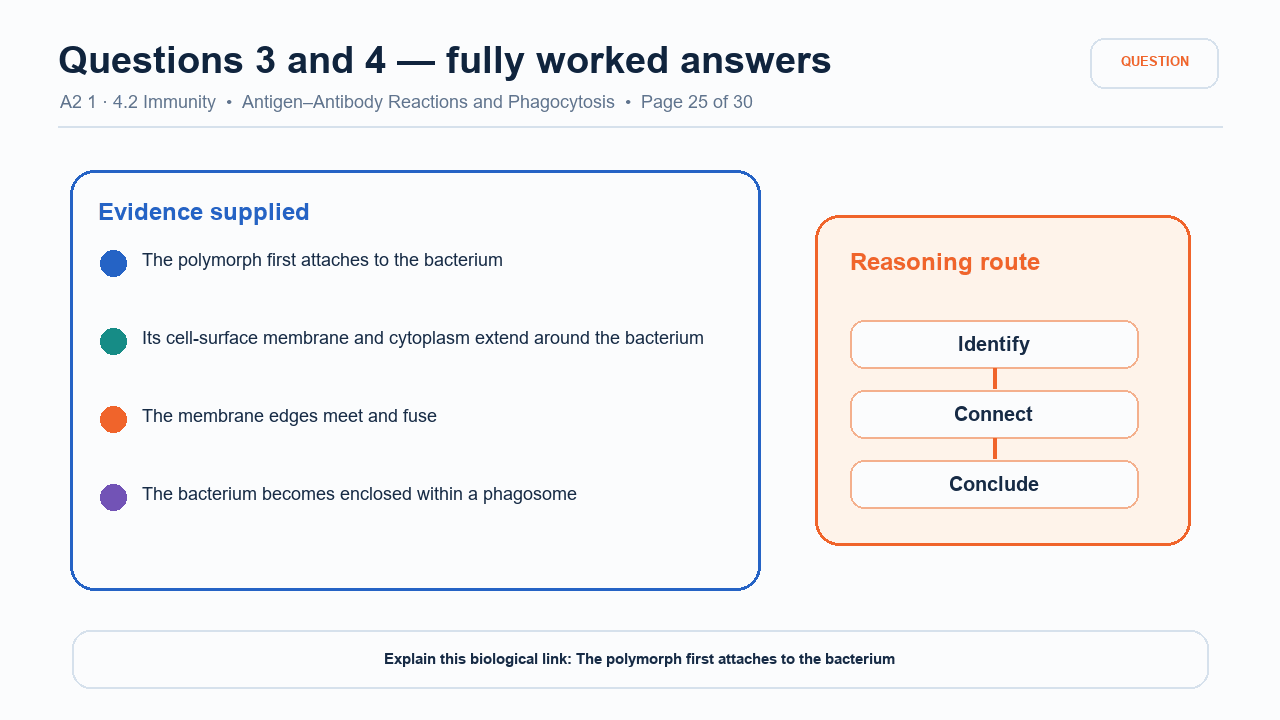 Questions 3 and 4 — fully worked answers
QUESTION
A2 1 · 4.2 Immunity • Antigen–Antibody Reactions and Phagocytosis • Page 25 of 30
Evidence supplied
The polymorph first attaches to the bacterium
Its cell-surface membrane and cytoplasm extend around the bacterium
The membrane edges meet and fuse
The bacterium becomes enclosed within a phagosome
Reasoning route
Identify
Connect
Conclude
Explain this biological link: The polymorph first attaches to the bacterium